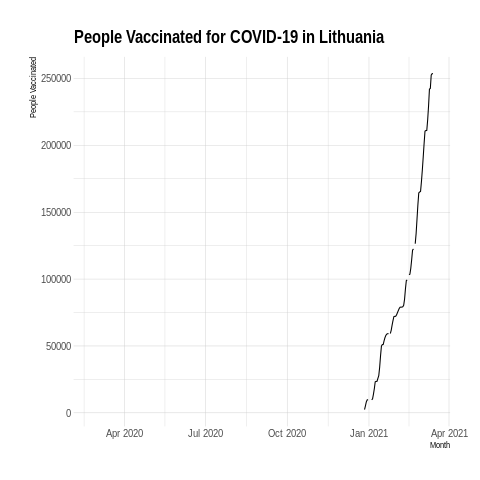 People Vaccinated for COVID-19 in Lithuania
People Vaccinated
250000
200000
150000
100000
50000
0
Apr 2020 Jul 2020 Oct 2020 Jan 2021 Apr 2021
Month